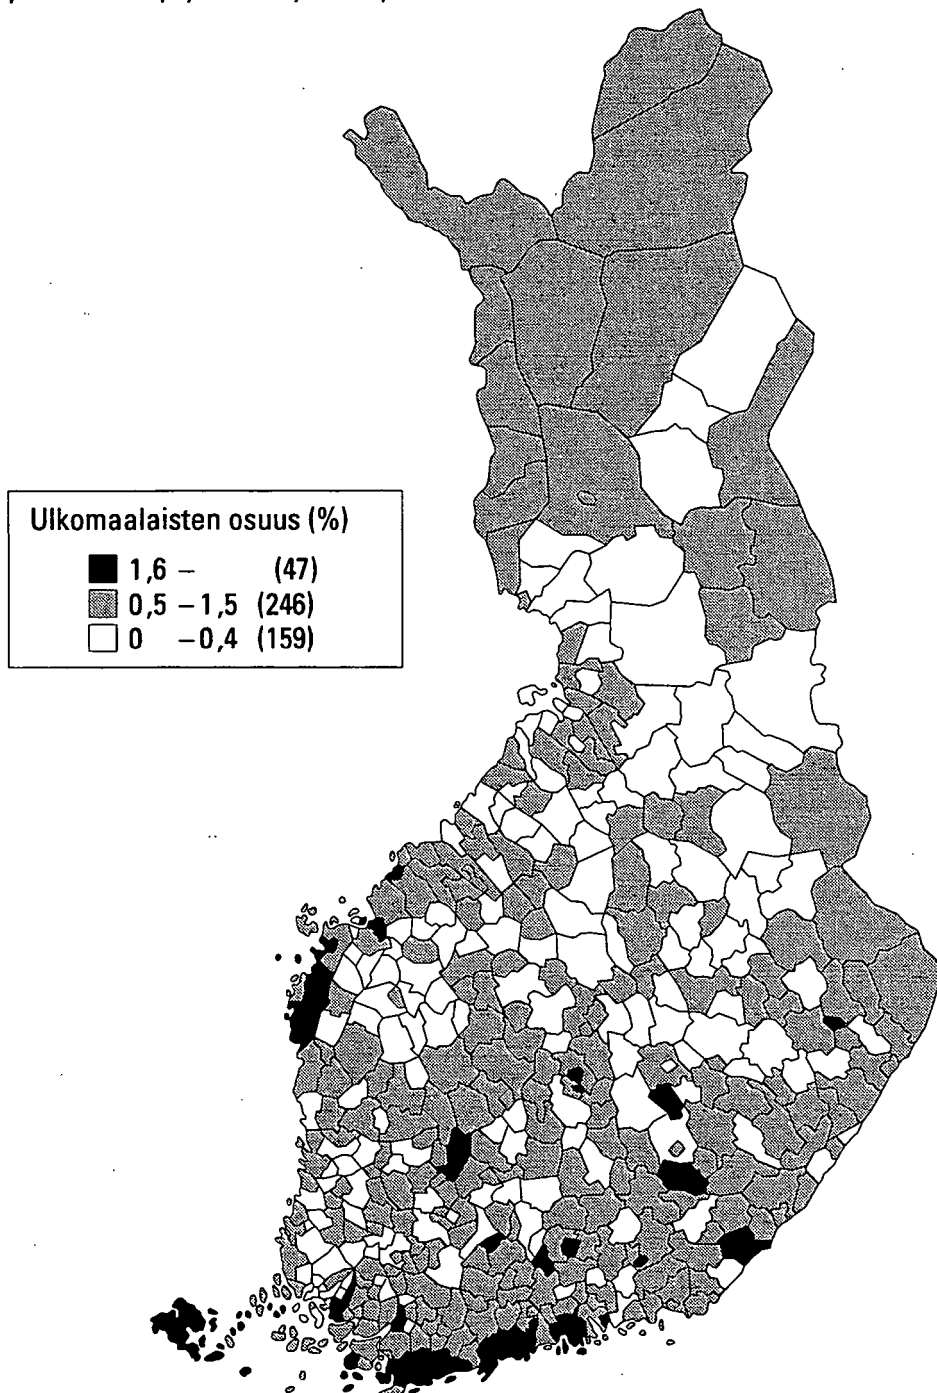 Ulkomaalaisten osuus (%)
1,6 – (47)
0,5 – 1,5 (246)
0 – 0,4 (159)